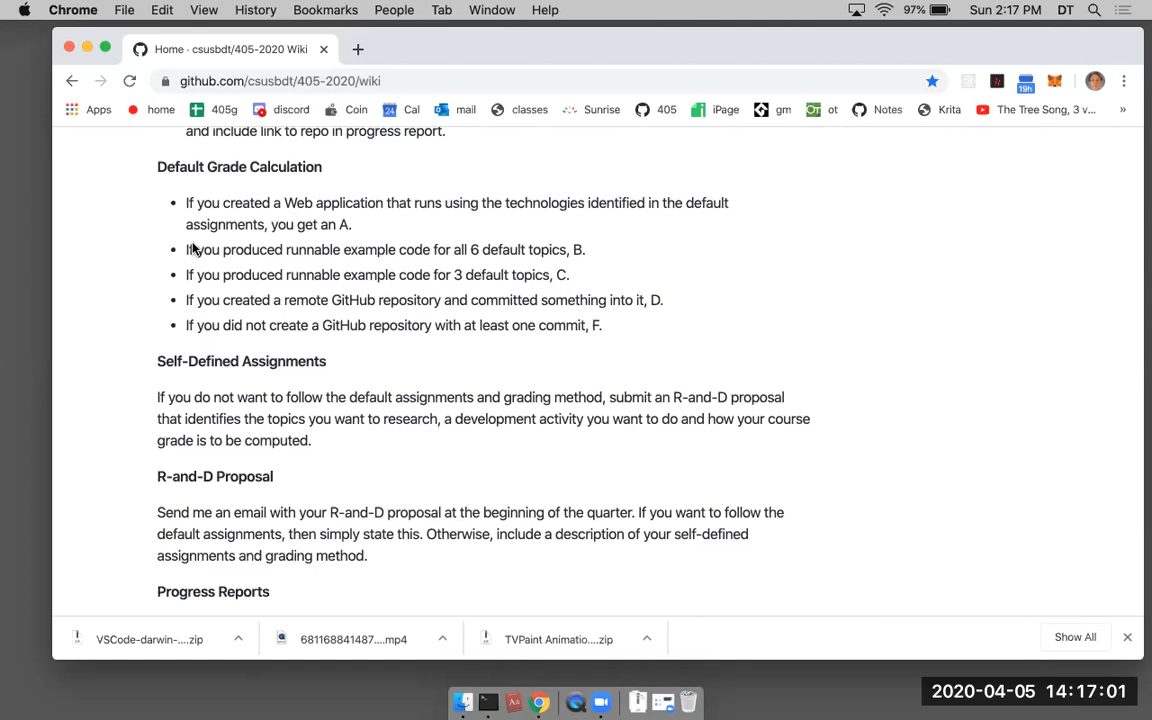 Chrome File Edit View History Bookmarks People Tab Window Help 97% Sun 2:17 PM DT
Home · csusbdt/405-2020 Wiki
github.com/csusbdt/405-2020/wiki
Apps home 405g discord Coin 24 Cal mail classes Sunrise 405 iPage gm ot Notes Krita The Tree Song, 3 v... »
19h
and include link to repo in progress report.
Default Grade Calculation
• If you created a Web application that runs using the technologies identified in the default
assignments, you get an A.
• If you produced runnable example code for all 6 default topics, B.
• If you produced runnable example code for 3 default topics, C.
• If you created a remote GitHub repository and committed something into it, D.
• If you did not create a GitHub repository with at least one commit, F.
Self-Defined Assignments
If you do not want to follow the default assignments and grading method, submit an R-and-D proposal
that identifies the topics you want to research, a development activity you want to do and how your course
grade is to be computed.
R-and-D Proposal
Send me an email with your R-and-D proposal at the beginning of the quarter. If you want to follow the
default assignments, then simply state this. Otherwise, include a description of your self-defined
assignments and grading method.
Progress Reports
VSCode-darwin-....zip 681168841487....mp4 TVPaint Animatio....zip Show All
2020-04-05 14:17:01